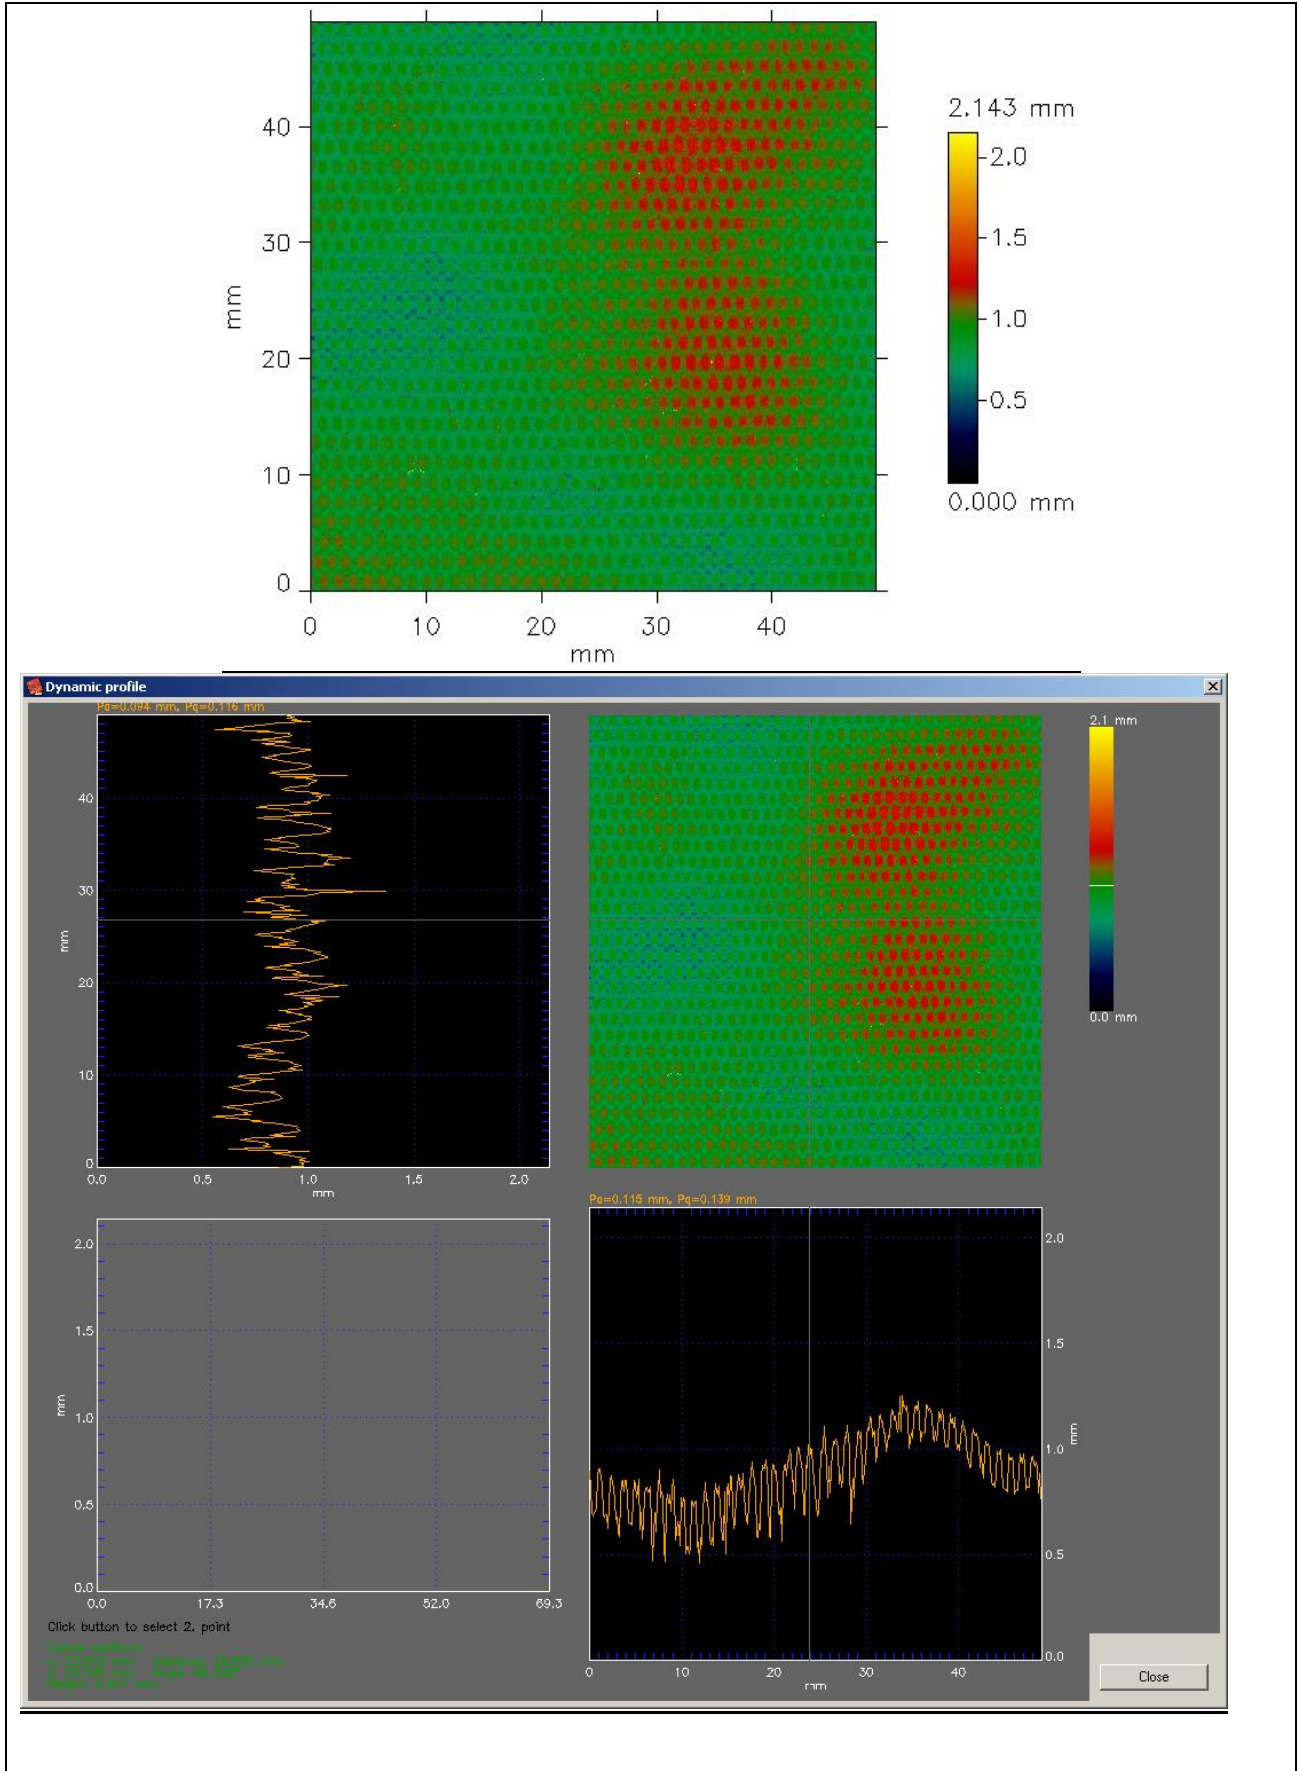 2.143 mm
2.0
1.5
1.0
0.5
0.000 mm
40
30
20
10
0
mm
0 10 20 30 40
mm
Dynamic profile
Pa=0.094 mm, Pq=0.116 mm
40
30
20
10
0
mm
0.0 0.5 1.0 1.5 2.0
mm
2.1 mm
0.0 mm
2.0
1.5
1.0
0.5
0.0
mm
0.0 17.3 34.6 52.0 69.3
Pa=0.115 mm, Pq=0.139 mm
2.0
1.5
1.0
0.5
0.0
mm
0 10 20 30 40
mm
Click button to select 2. point
Close